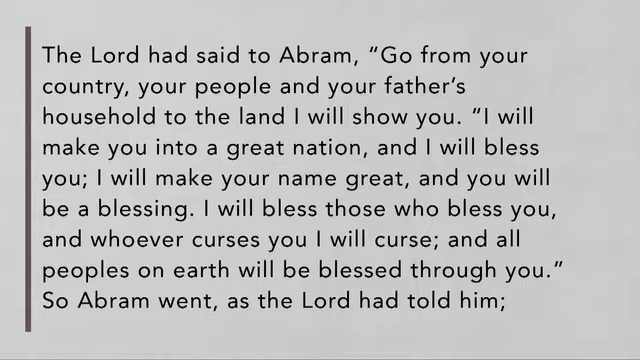 The Lord had said to Abram, “Go from your
country, your people and your father’s
household to the land I will show you. “I will
make you into a great nation, and I will bless
you; I will make your name great, and you will
be a blessing. I will bless those who bless you,
and whoever curses you I will curse; and all
peoples on earth will be blessed through you.”
So Abram went, as the Lord had told him;